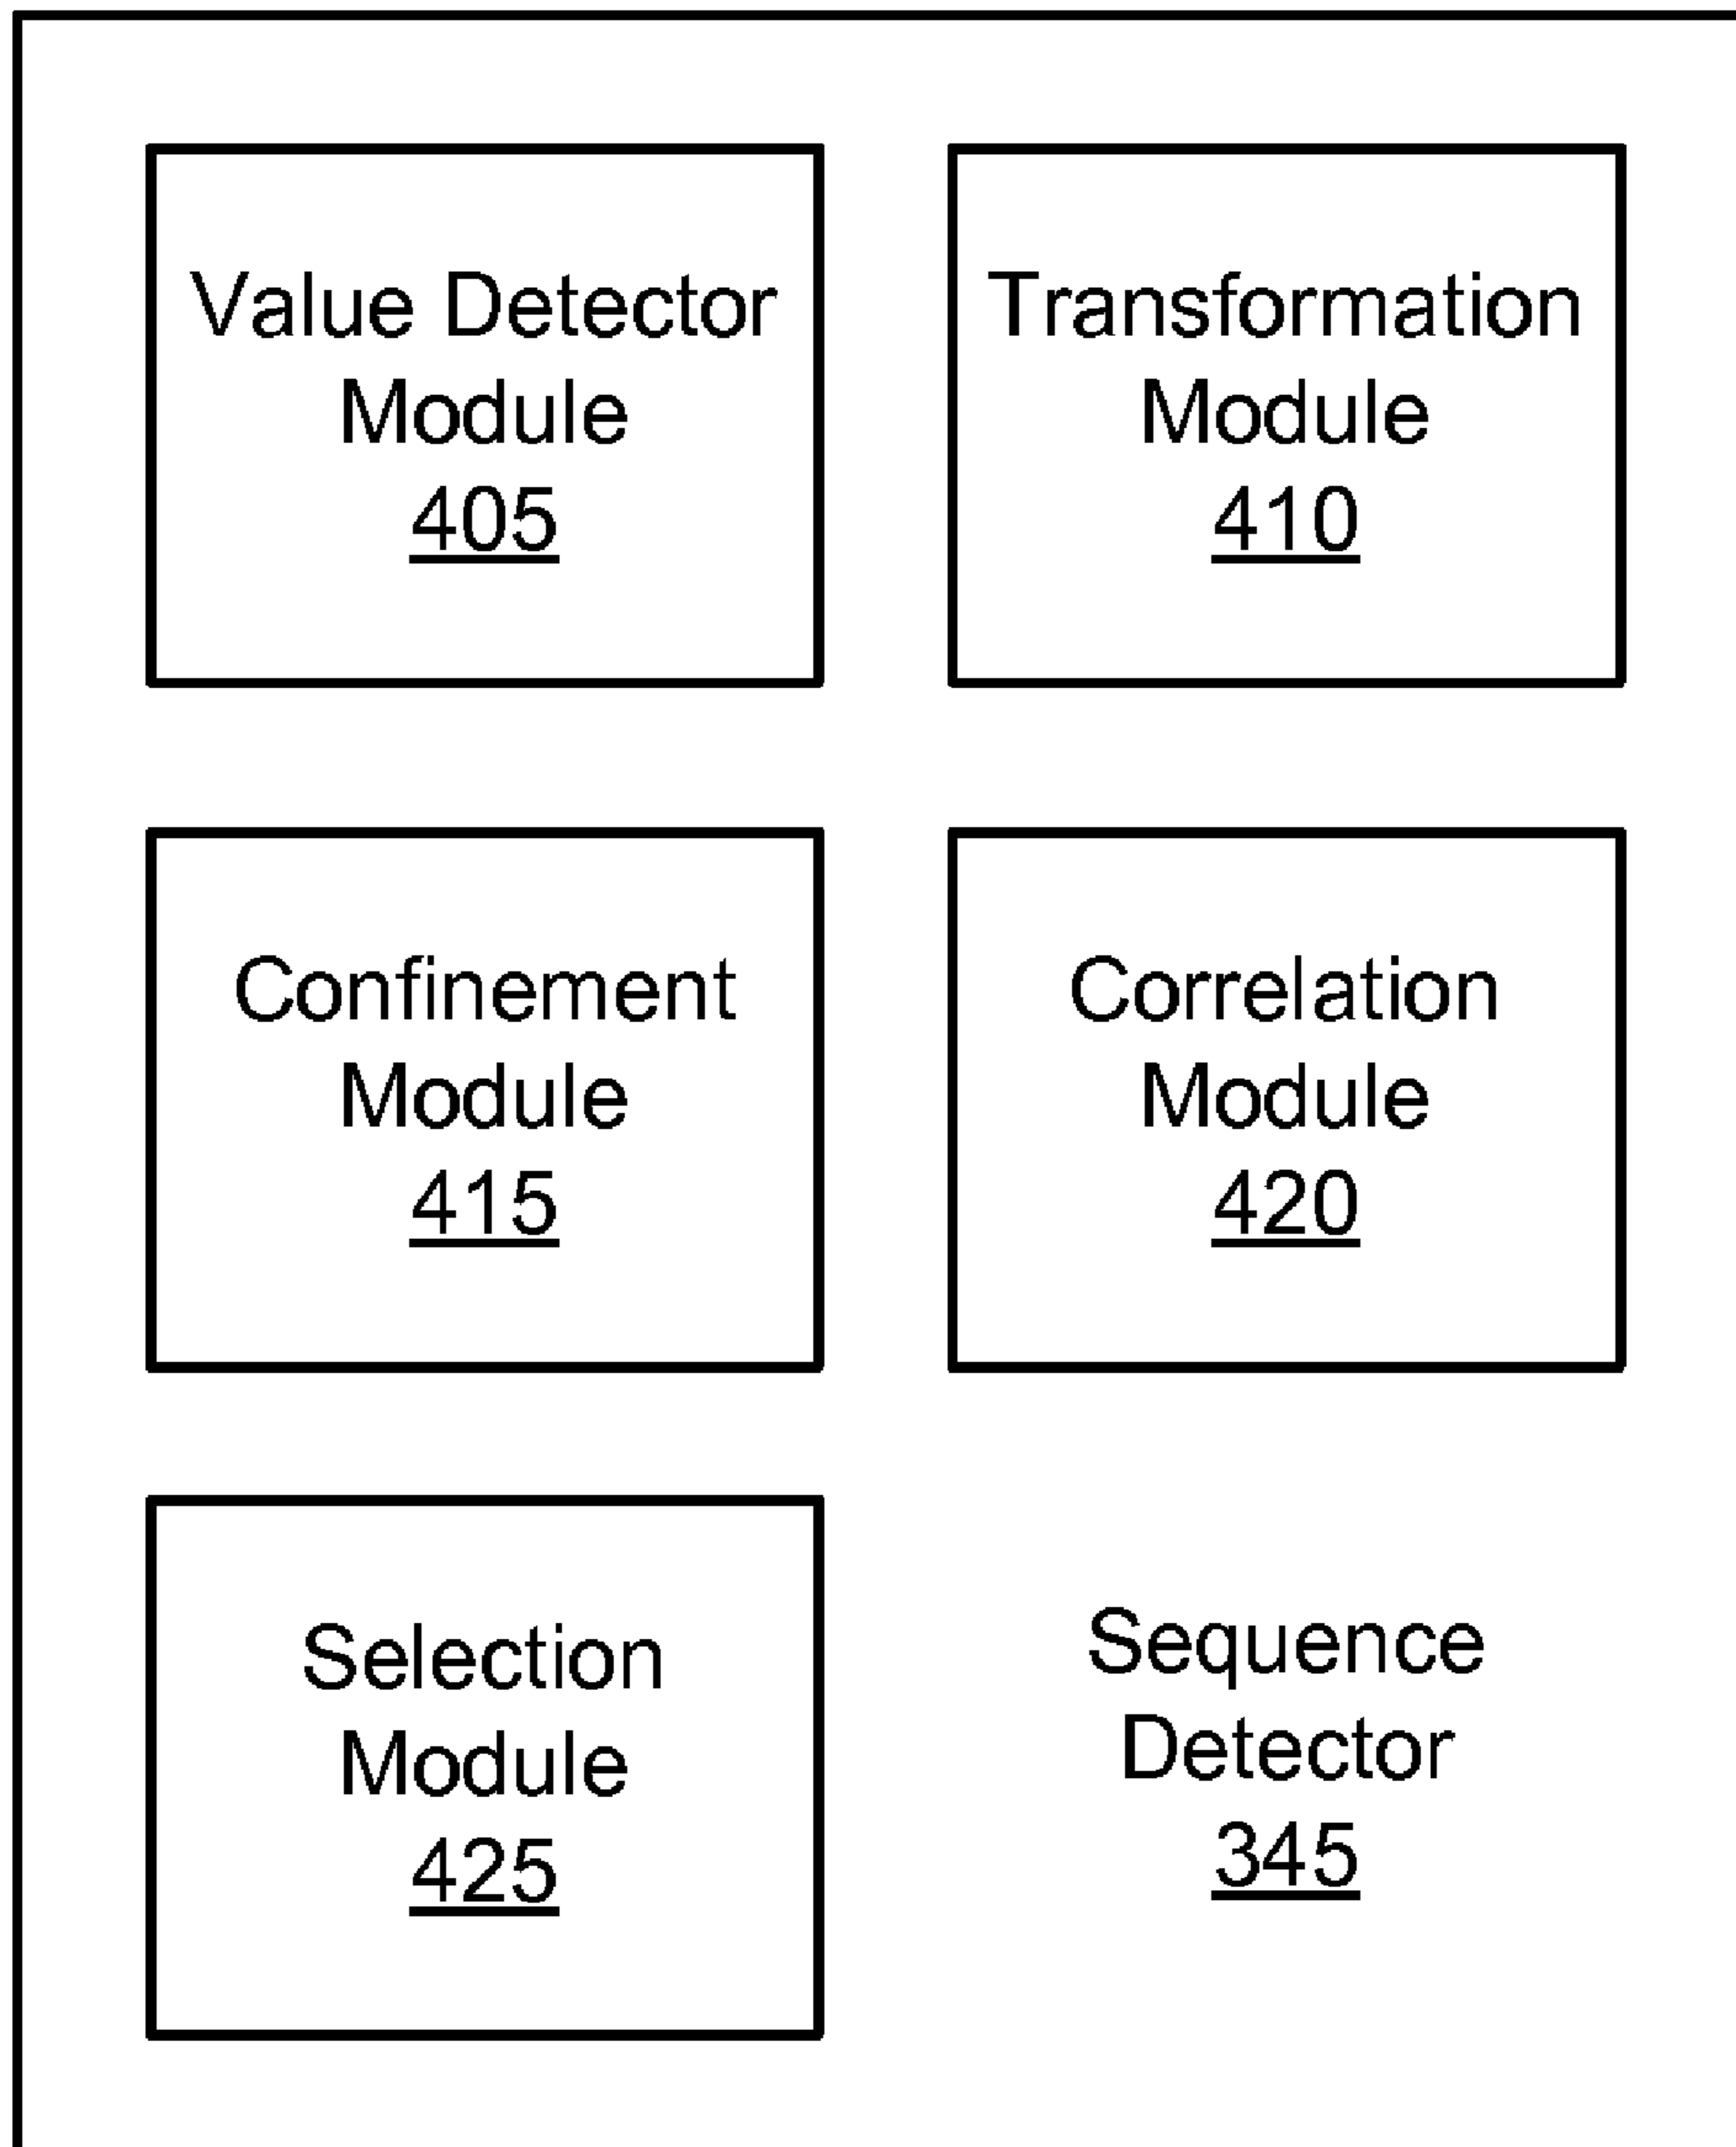 Value Detector
Module
405
Transformation
Module
410
Confinement
Module
415
Correlation
Module
420
Selection
Module
425
Sequence
Detector
345